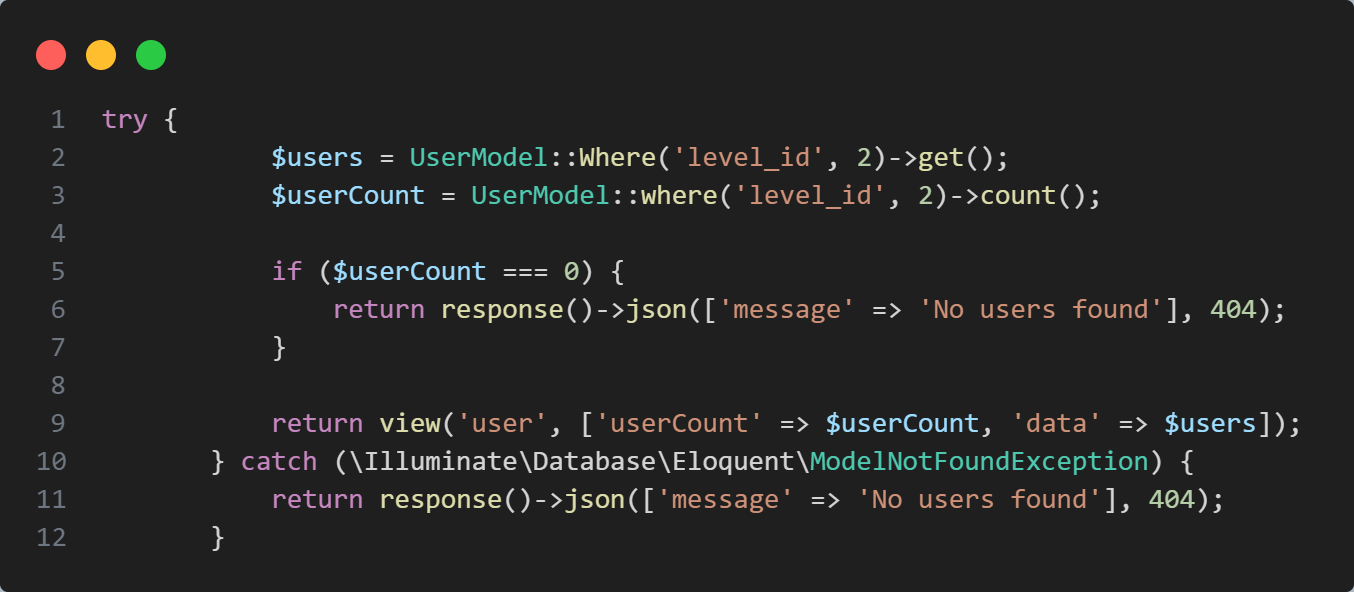 1 try {
2 $users = UserModel::Where('level_id', 2)->get();
3 $userCount = UserModel::where('level_id', 2)->count();
4
5 if ($userCount === 0) {
6 return response()->json(['message' => 'No users found'], 404);
7 }
8
9 return view('user', ['userCount' => $userCount, 'data' => $users]);
10 } catch (\Illuminate\Database\Eloquent\ModelNotFoundException) {
11 return response()->json(['message' => 'No users found'], 404);
12 }